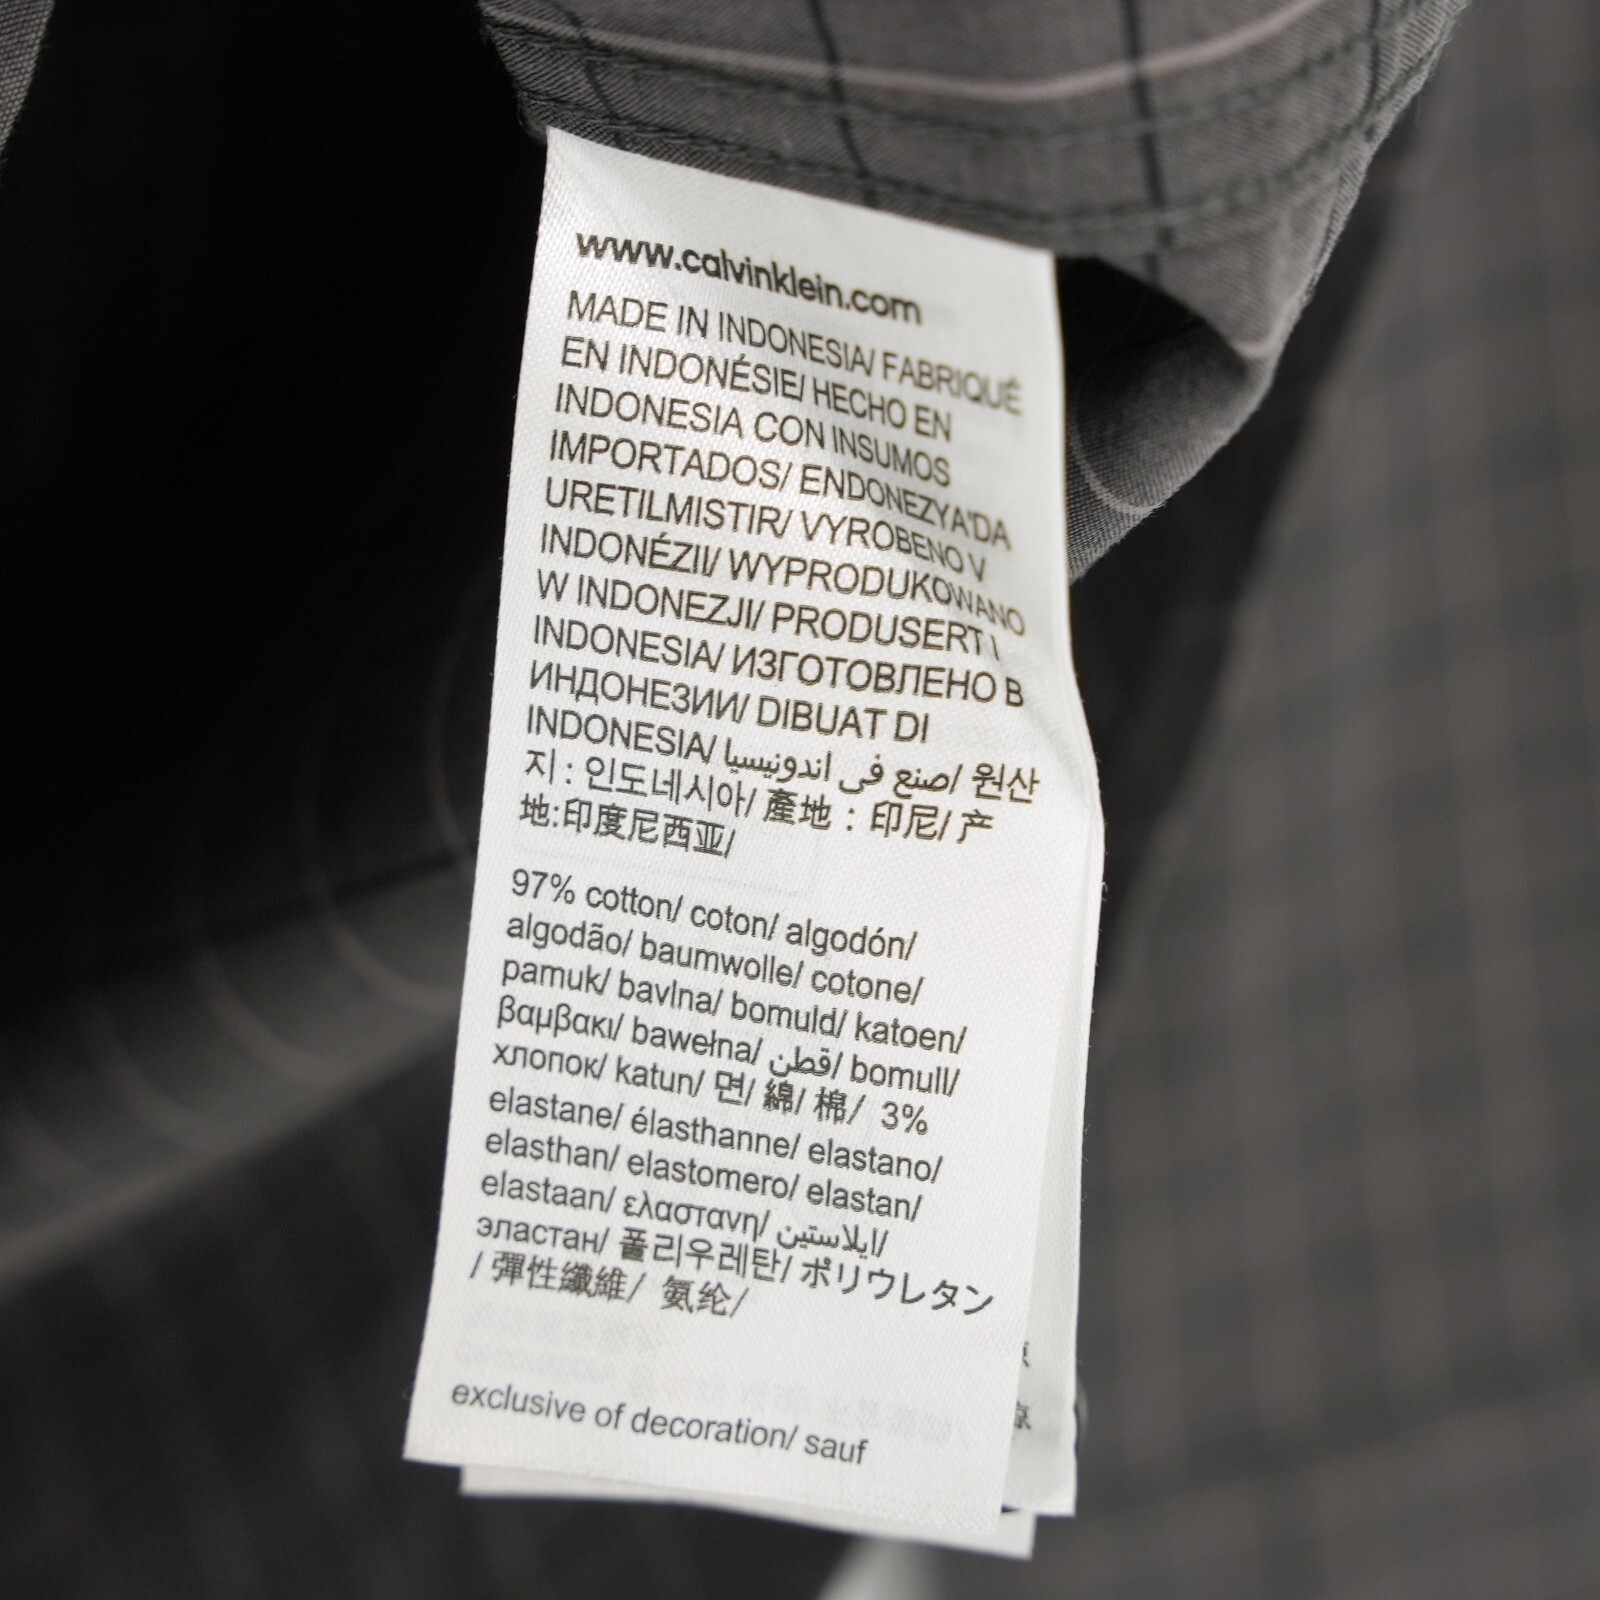 www.calvinklein.com
MADE IN INDONESIA/ FABRIQUÉ
EN INDONÉSIE/ HECHO EN
INDONESIA CON INSUMOS
IMPORTADOS/ ENDONEZYA'DA
URETILMISTIR/ VYROBENO V
INDONÉZII/ WYPRODUKOWANO
W INDONEZJI/ PRODUSERT I
INDONESIA/ ИЗГОТОВЛЕНО В
ИНДОНЕЗИИ/ DIBUAT DI
INDONESIA/ صنع في اندونيسيا/ 원산
지 : 인도네시아/ 產地 : 印尼/ 产
地:印度尼西亚/
97% cotton/ coton/ algodón/
algodão/ baumwolle/ cotone/
pamuk/ bavlna/ bomuld/ katoen/
βαμβακι/ bawełna/ قطن/ bomull/
хлопок/ katun/ 면/ 綿/ 棉/ 3%
elastane/ élasthanne/ elastano/
elasthan/ elastomero/ elastan/
elastaan/ ελαστανη/ ايلاستين/
эластан/ 폴리우레탄/ ポリウレタン
/ 彈性纖維/ 氨纶/
exclusive of decoration/ sauf